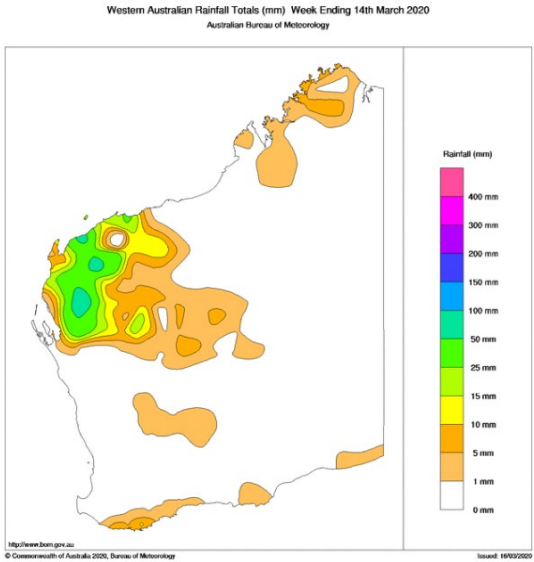 Western Australian Rainfall Totals (mm) Week Ending 14th March 2020
Australian Bureau of Meteorology
Rainfall (mm)
400 mm
300 mm
200 mm
150 mm
100 mm
50 mm
25 mm
15 mm
10 mm
5 mm
1 mm
0 mm
http://www.bom.gov.au
© Commonwealth of Australia 2020, Bureau of Meteorology
Issued: 16/03/2020